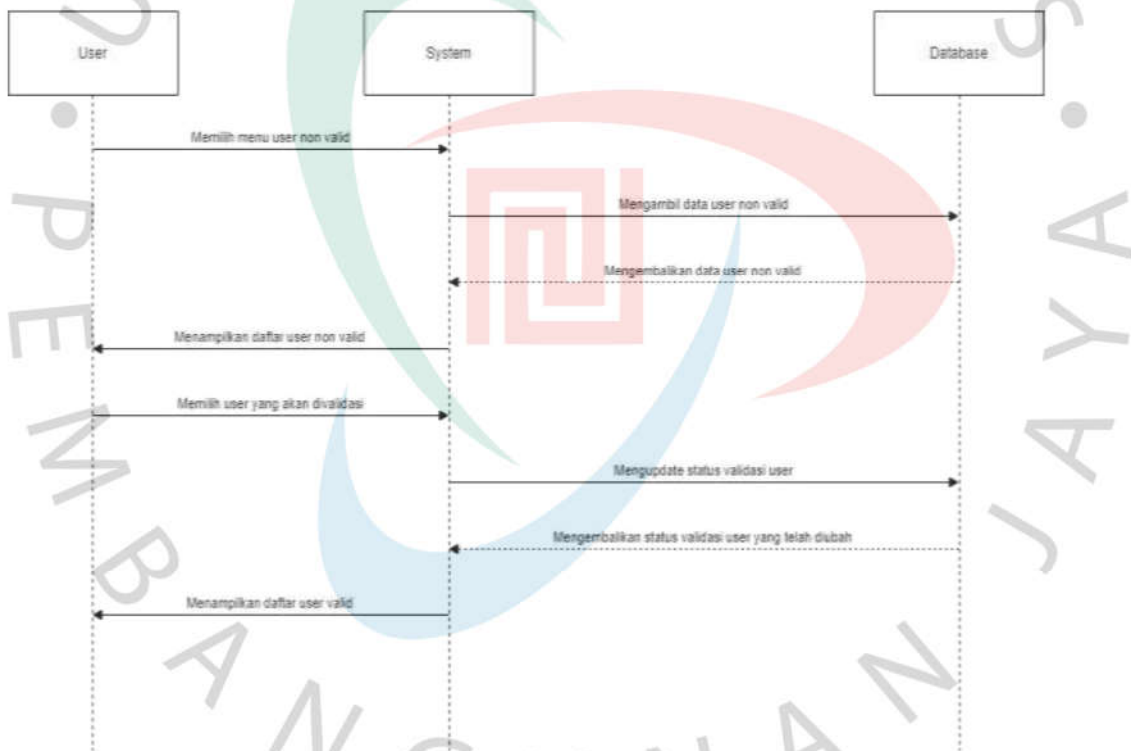 User
System
Database
Memilih menu user non valid
Mengambil data user non valid
Mengembalikan data user non valid
Menampilkan daftar user non valid
Memilih user yang akan divalidasi
Mengupdate status validasi user
Mengembalikan status validasi user yang telah diubah
Menampilkan daftar user valid
PEMBANGUNAN JAYA